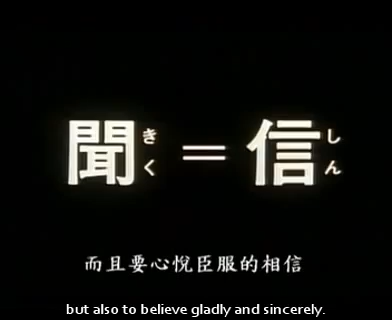 聞きく＝信しん
而且要心悅臣服的相信
but also to believe gladly and sincerely.